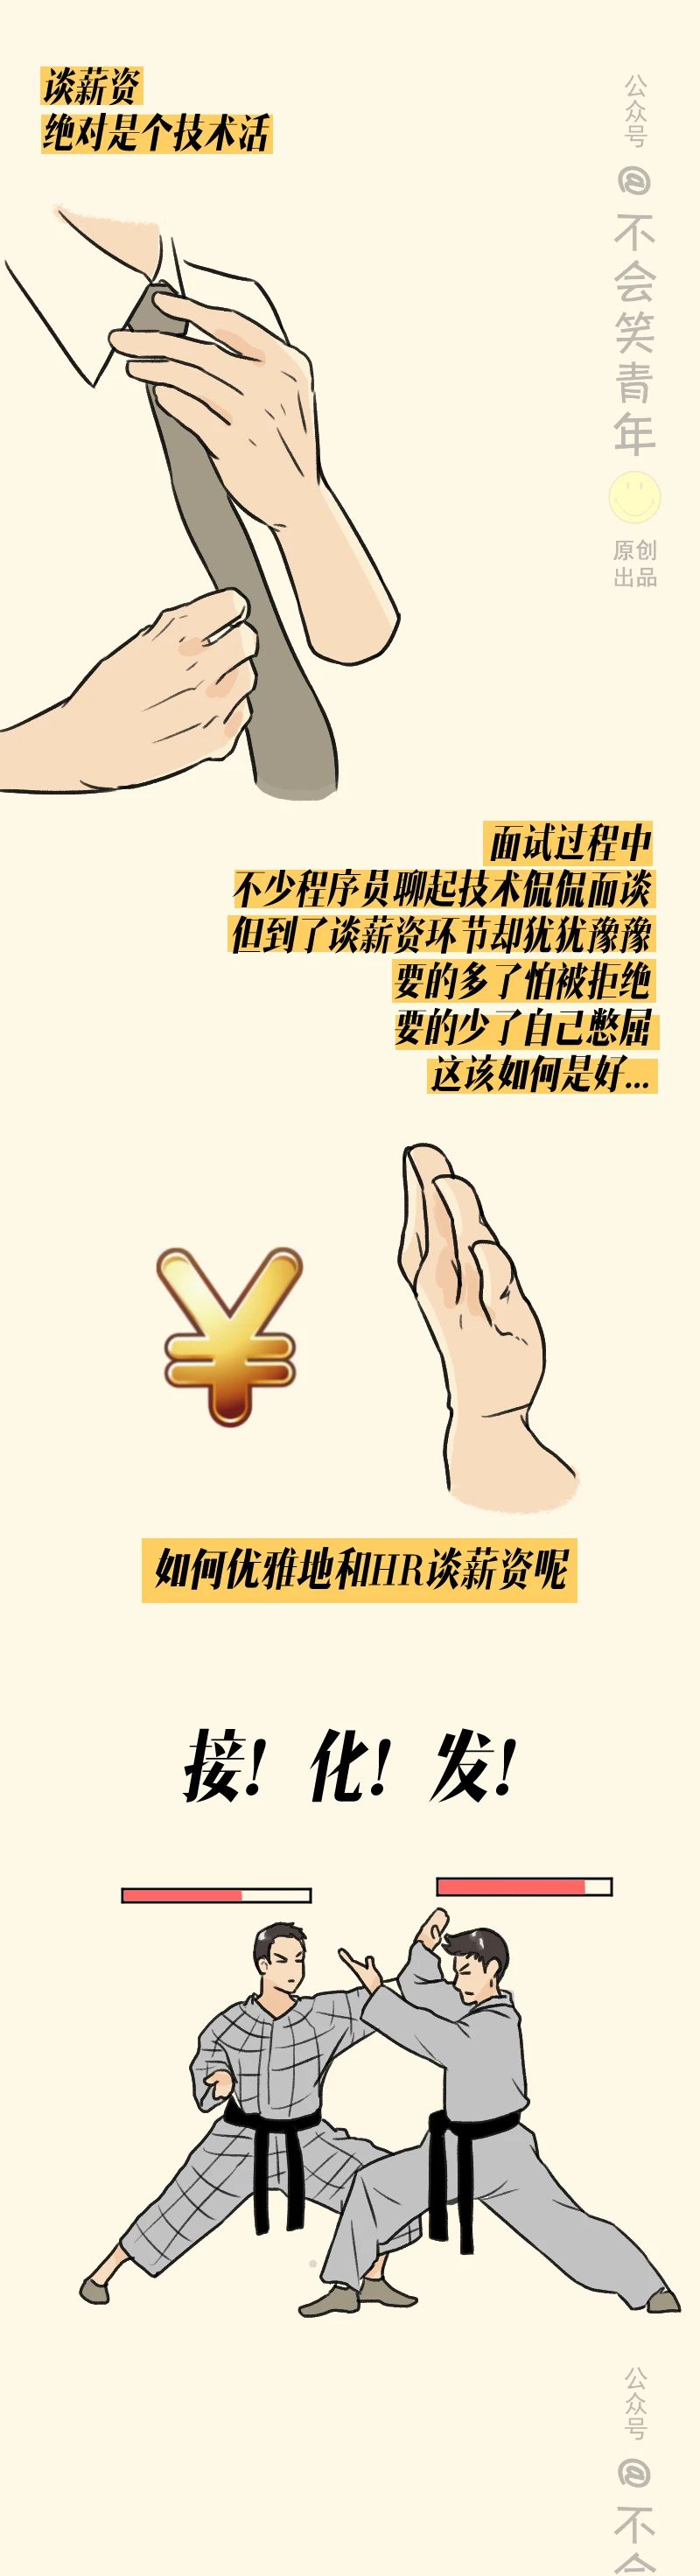 谈薪资
绝对是个技术活
公众号
@不会笑青年
原创
出品
面试过程中
不少程序员聊起技术侃侃而谈
但到了谈薪资环节却犹犹豫豫
要的多了怕被拒绝
要的少了自己憋屈
这该如何是好...
¥
如何优雅地和HR谈薪资呢
接! 化! 发!
公众号
@不